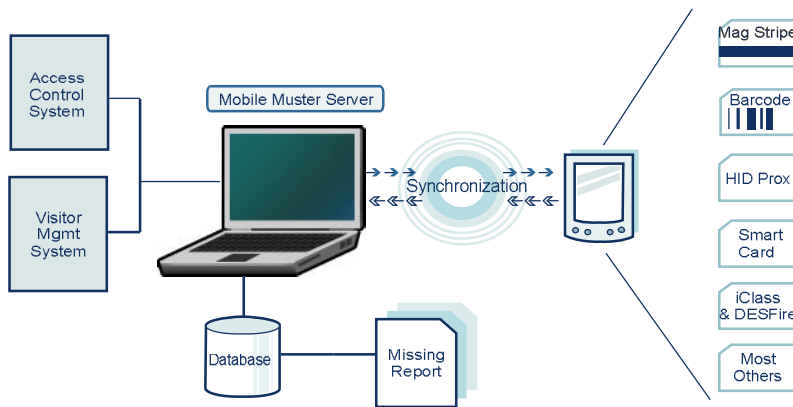 Access
Control
System
Visitor
Mgmt
System
Mobile Muster Server
Synchronization
Database
Missing
Report
Mag Stripe
Barcode
HID Prox
Smart
Card
iClass
& DESFire
Most
Others